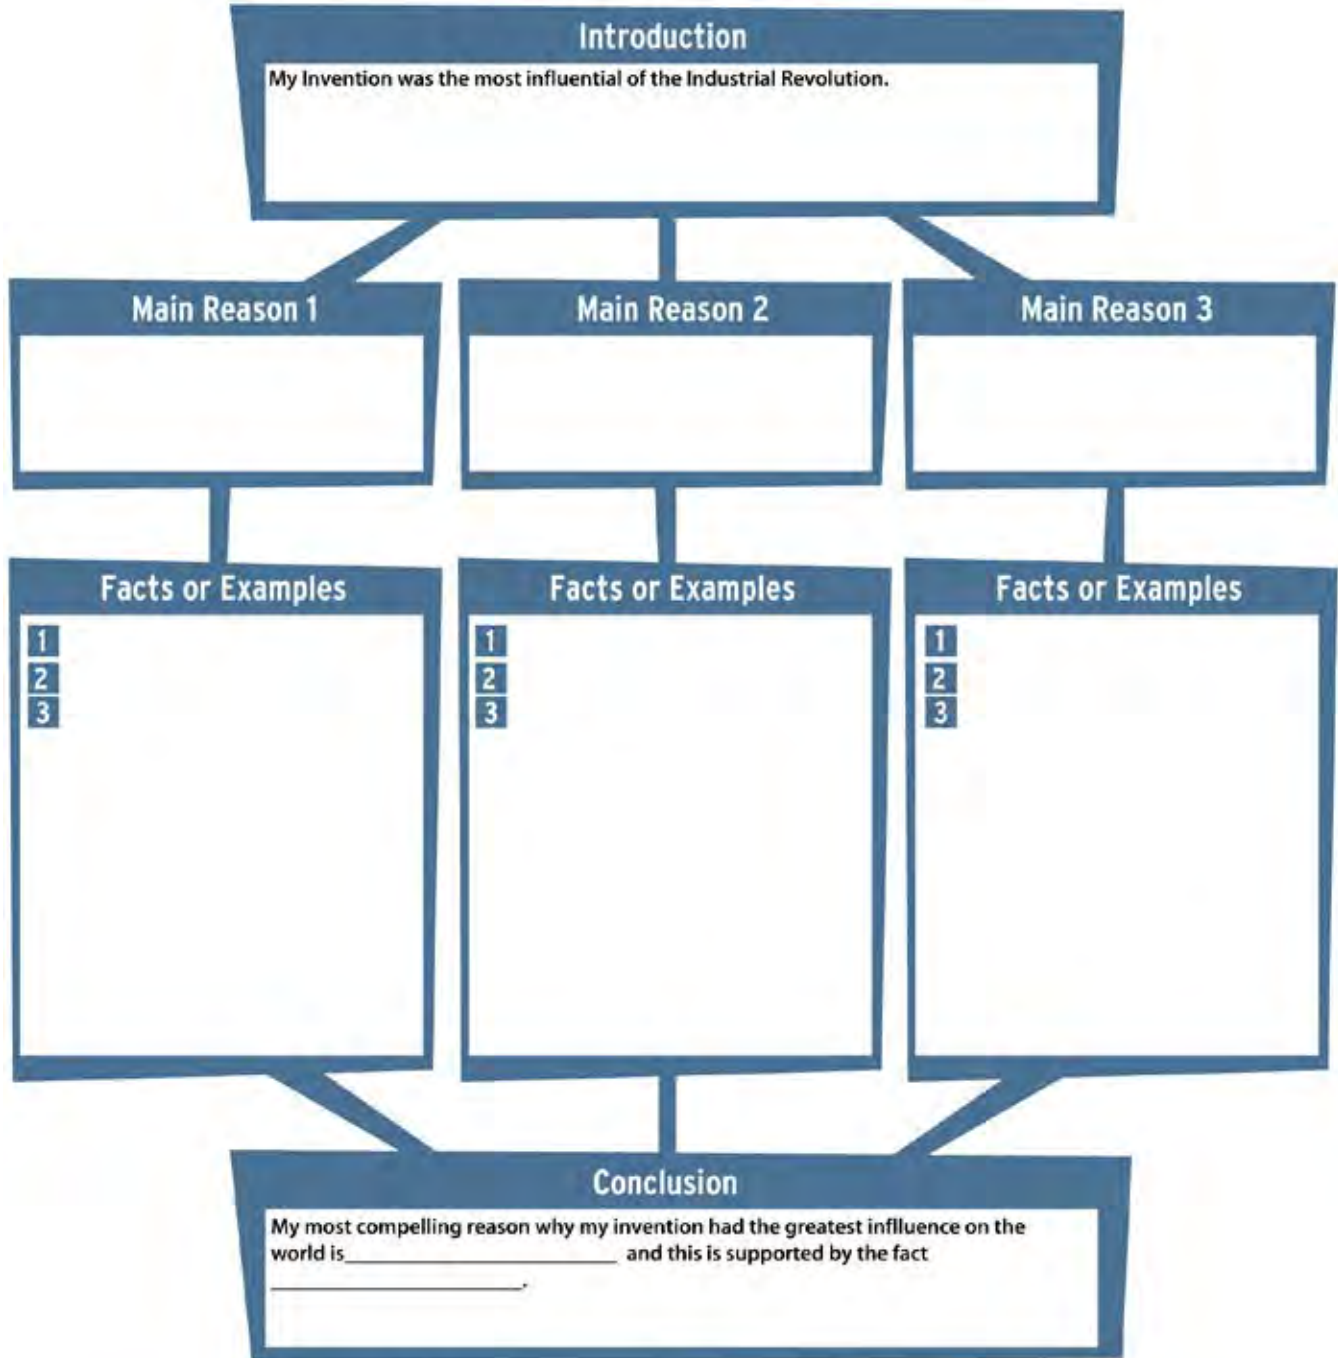 Introduction
My Invention was the most influential of the Industrial Revolution.
Main Reason 1
Main Reason 2
Main Reason 3
Facts or Examples
1
2
3
Facts or Examples
1
2
3
Facts or Examples
1
2
3
Conclusion
My most compelling reason why my invention had the greatest inflluence on the
world is__________________________ and this is supported by the fact
________________________.